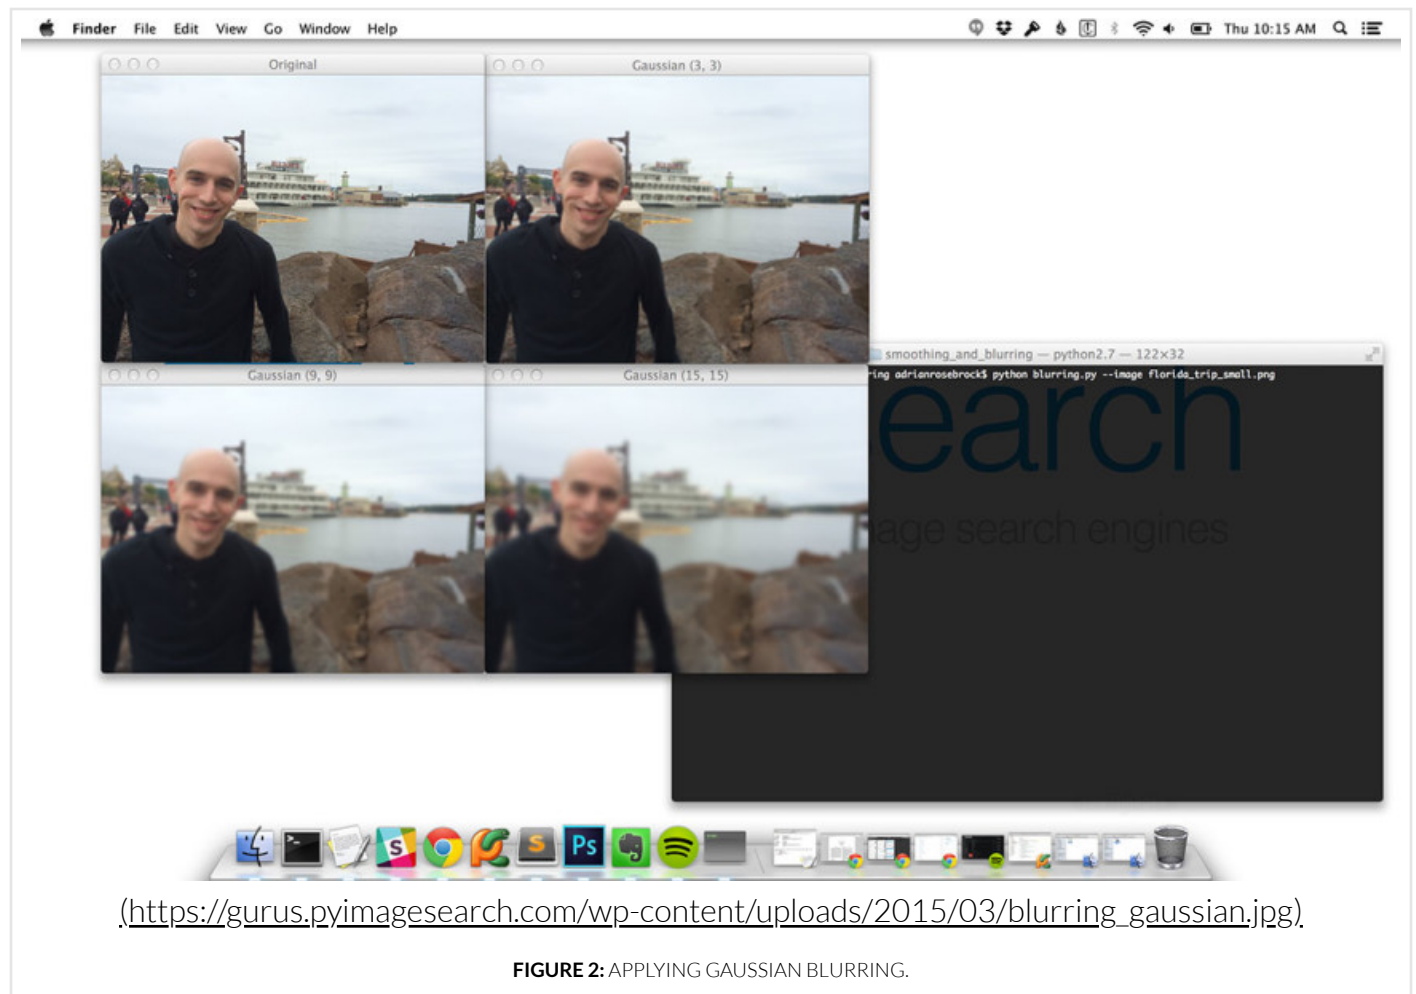 Finder File Edit View Go Window Help
Thu 10:15 AM
Original
Gaussian (3, 3)
smoothing_and_blurring — python2.7 — 122×32
Gaussian (9, 9)
Gaussian (15, 15)
ring adrianrosebrock$ python blurring.py --image florida_trip_small.png
earch
age search engines
S
S
Ps
(https://gurus.pyimagesearch.com/wp-content/uploads/2015/03/blurring_gaussian.jpg)
FIGURE 2: APPLYING GAUSSIAN BLURRING.